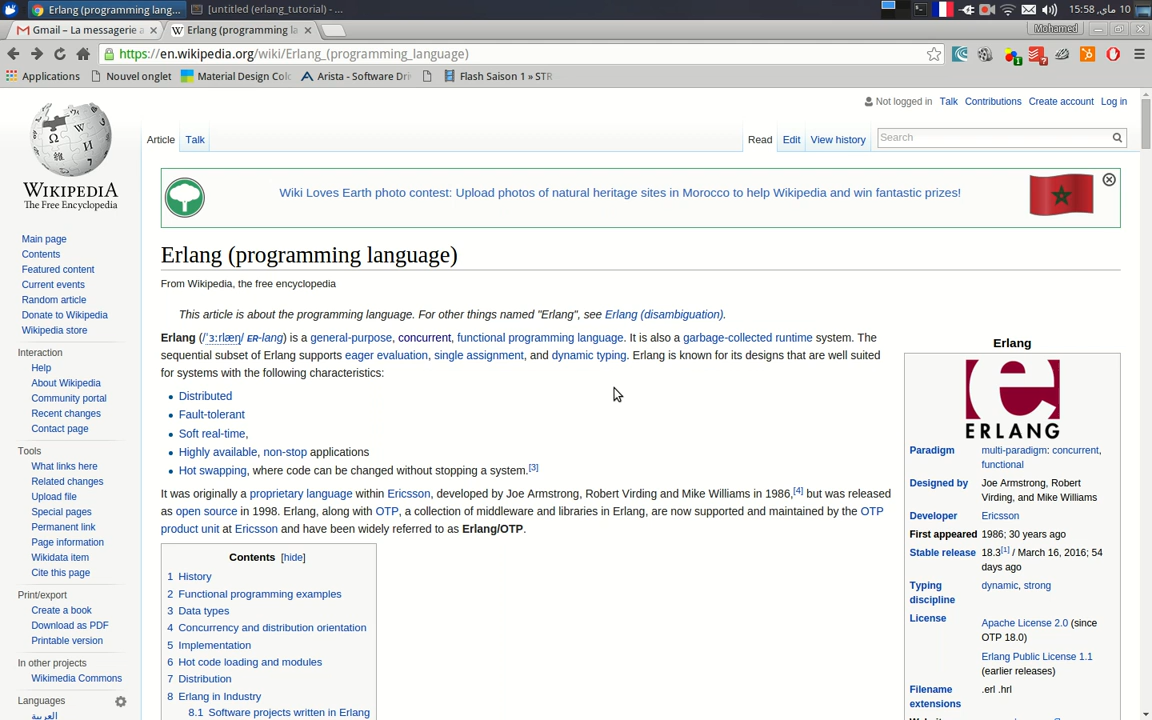 Erlang (programming lang...
[untitled (erlang_tutorial) - ...
10 ماي, 15:58
Gmail – La messagerie
Erlang (programming la
Mohamed
https://en.wikipedia.org/wiki/Erlang_(programming_language)
Applications
Nouvel onglet
Material Design Colo
Arista - Software Dri
Flash Saison 1 » STR
WIKIPEDIA
The Free Encyclopedia
Not logged in Talk Contributions Create account Log in
Article Talk
Read Edit View history Search
Wiki Loves Earth photo contest: Upload photos of natural heritage sites in Morocco to help Wikipedia and win fantastic prizes!
Main page
Contents
Featured content
Current events
Random article
Donate to Wikipedia
Wikipedia store
Interaction
Help
About Wikipedia
Community portal
Recent changes
Contact page
Tools
What links here
Related changes
Upload file
Special pages
Permanent link
Page information
Wikidata item
Cite this page
Print/export
Create a book
Download as PDF
Printable version
In other projects
Wikimedia Commons
Languages
العربية
Erlang (programming language)
From Wikipedia, the free encyclopedia
This article is about the programming language. For other things named "Erlang", see Erlang (disambiguation).
Erlang (/ˈɜːrlæŋ/ ER-lang) is a general-purpose, concurrent, functional programming language. It is also a garbage-collected runtime system. The
sequential subset of Erlang supports eager evaluation, single assignment, and dynamic typing. Erlang is known for its designs that are well suited
for systems with the following characteristics:
Distributed
Fault-tolerant
Soft real-time,
Highly available, non-stop applications
Hot swapping, where code can be changed without stopping a system.[3]
It was originally a proprietary language within Ericsson, developed by Joe Armstrong, Robert Virding and Mike Williams in 1986,[4] but was released
as open source in 1998. Erlang, along with OTP, a collection of middleware and libraries in Erlang, are now supported and maintained by the OTP
product unit at Ericsson and have been widely referred to as Erlang/OTP.
Contents [hide]
1 History
2 Functional programming examples
3 Data types
4 Concurrency and distribution orientation
5 Implementation
6 Hot code loading and modules
7 Distribution
8 Erlang in Industry
8.1 Software projects written in Erlang
Erlang
ERLANG
Paradigm multi-paradigm: concurrent,
functional
Designed by Joe Armstrong, Robert
Virding, and Mike Williams
Developer Ericsson
First appeared 1986; 30 years ago
Stable release 18.3[1] / March 16, 2016; 54
days ago
Typing dynamic, strong
discipline
License Apache License 2.0 (since
OTP 18.0)
Erlang Public License 1.1
(earlier releases)
Filename .erl .hrl
extensions